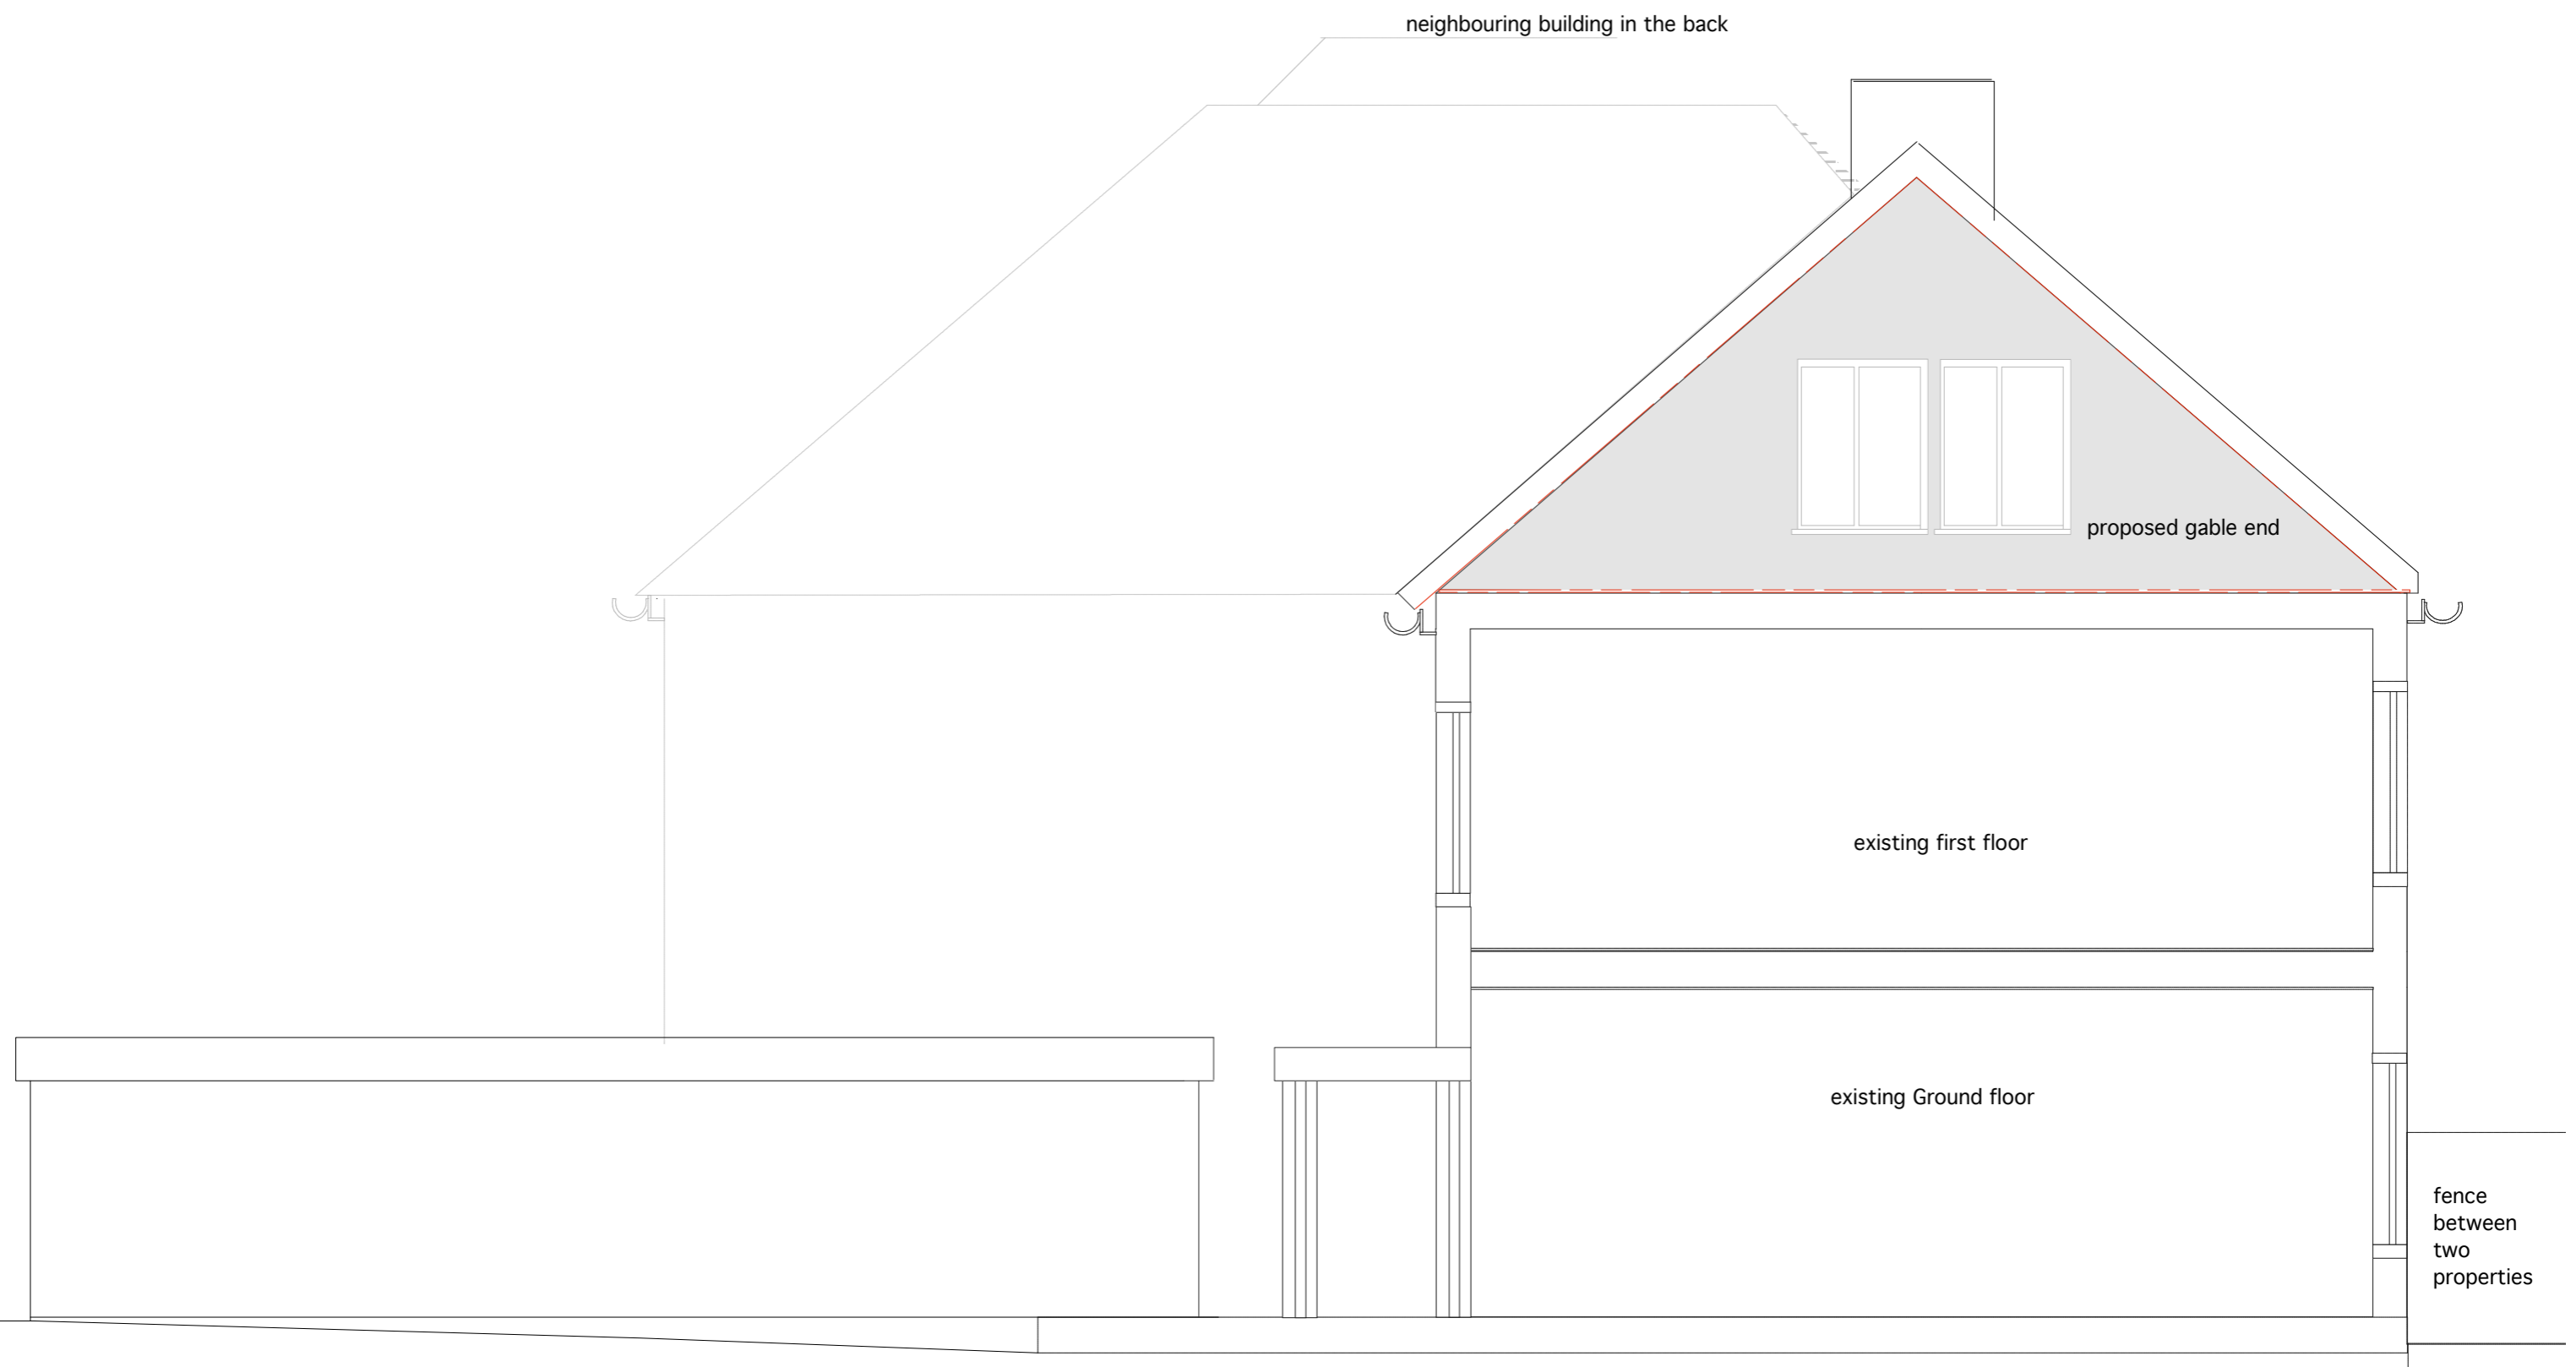 neighbouring building in the back
proposed gable end
existing first floor
existing Ground floor
fence
between
two
properties